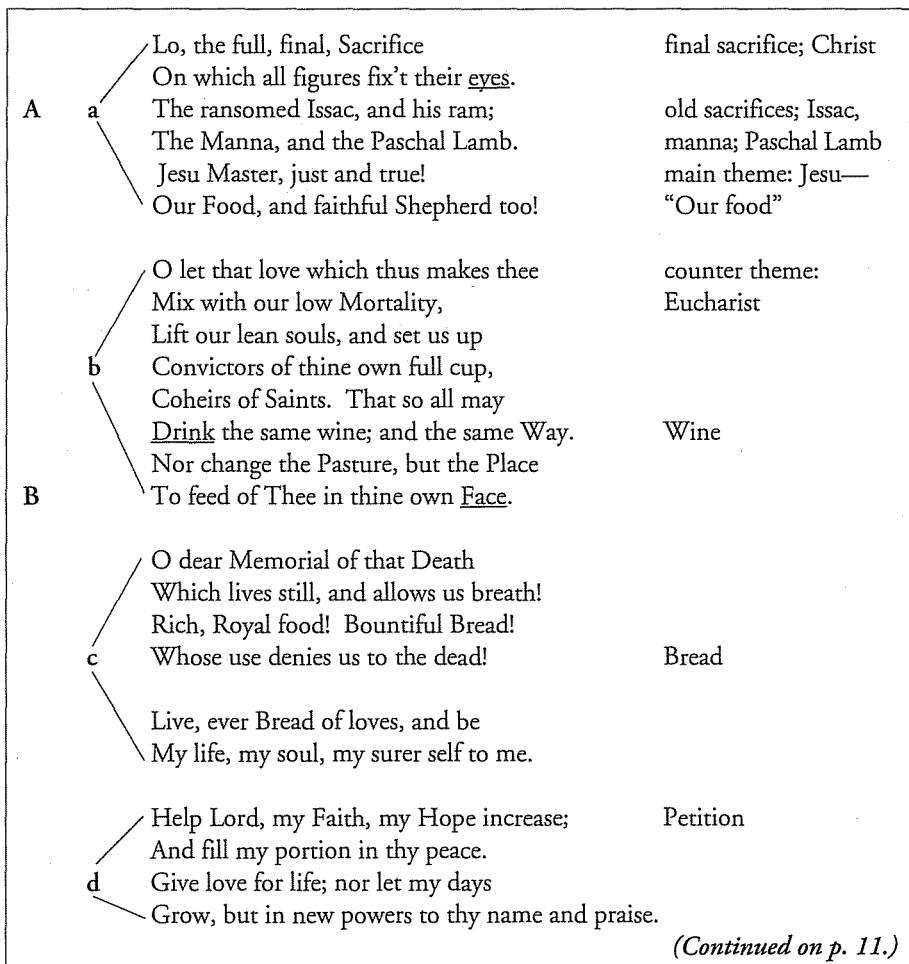 Lo, the full, final, Sacrifice final sacrifice; Christ
On which all figures fix't their eyes.
A a The ransomed Issac, and his ram; old sacrifices; Issac,
The Manna, and the Paschal Lamb. manna; Paschal Lamb
Jesu Master, just and true! main theme: Jesu—
Our Food, and faithful Shepherd too! “Our food”
O let that love which thus makes thee counter theme:
Mix with our low Mortality, Eucharist
Lift our lean souls, and set us up
b Convictors of thine own full cup,
Coheirs of Saints. That so all may
Drink the same wine; and the same Way. Wine
Nor change the Pasture, but the Place
B To feed of Thee in thine own Face.
O dear Memorial of that Death
Which lives still, and allows us breath!
Rich, Royal food! Bountiful Bread!
c Whose use denies us to the dead! Bread
Live, ever Bread of loves, and be
My life, my soul, my surer self to me.
Help Lord, my Faith, my Hope increase; Petition
And fill my portion in thy peace.
d Give love for life; nor let my days
Grow, but in new powers to thy name and praise.
(Continued on p. 11.)